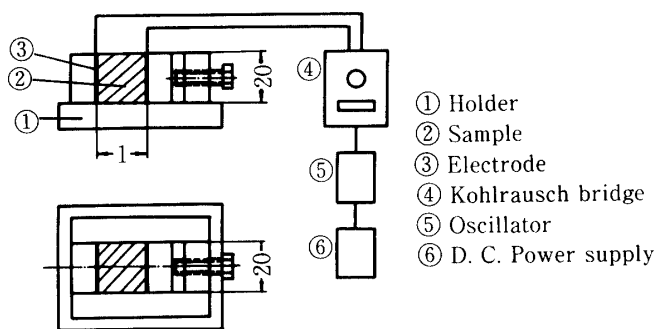 ③
②
①
20
1
④
⑤
⑥
20
① Holder
② Sample
③ Electrode
④ Kohlrausch bridge
⑤ Oscillator
⑥ D. C. Power supply